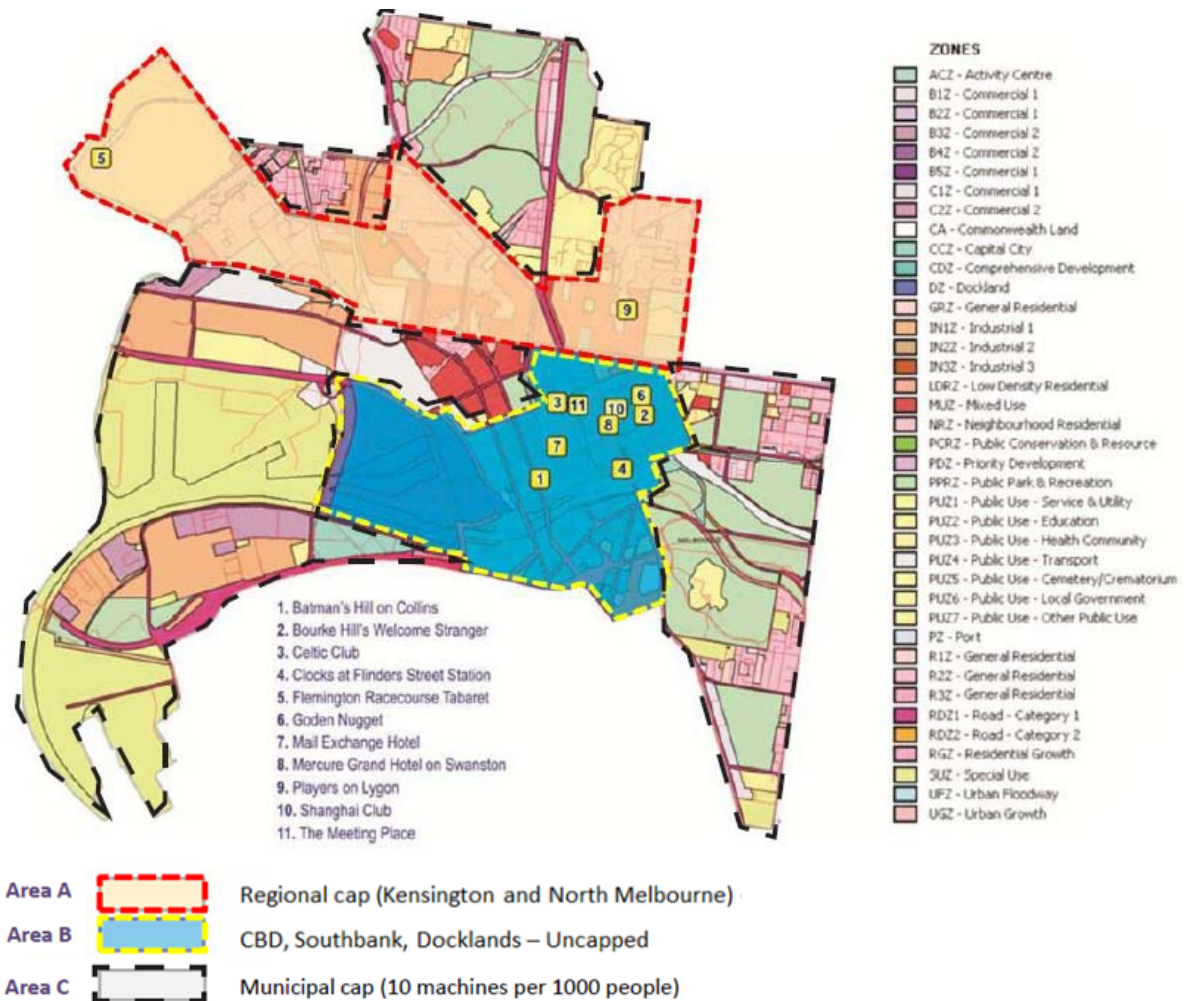 5
9
3
11
10
6
2
8
7
4
1
MELBOURNE
1. Batman's Hill on Collins
2. Bourke Hill's Welcome Stranger
3. Celtic Club
4. Clocks at Flinders Street Station
5. Flemington Racecourse Tabaret
6. Goden Nugget
7. Mail Exchange Hotel
8. Mercure Grand Hotel on Swanston
9. Players on Lygon
10. Shanghai Club
11. The Meeting Place
ZONES
ACZ - Activity Centre
B1Z - Commercial 1
B2Z - Commercial 1
B3Z - Commercial 2
B4Z - Commercial 2
B5Z - Commercial 1
C1Z - Commercial 1
C2Z - Commercial 2
CA - Commonwealth Land
CCZ - Capital City
CDZ - Comprehensive Development
DZ - Dockland
GRZ - General Residential
IN1Z - Industrial 1
IN2Z - Industrial 2
IN3Z - Industrial 3
LDRZ - Low Density Residential
MUZ - Mixed Use
NRZ - Neighbourhood Residential
PCRZ - Public Conservation & Resource
PDZ - Priority Development
PPRZ - Public Park & Recreation
PUZ1 - Public Use - Service & Utility
PUZ2 - Public Use - Education
PUZ3 - Public Use - Health Community
PUZ4 - Public Use - Transport
PUZ5 - Public Use - Cemetery/Crematorium
PUZ6 - Public Use - Local Government
PUZ7 - Public Use - Other Public Use
PZ - Port
R1Z - General Residential
R2Z - General Residential
R3Z - General Residential
RDZ1 - Road - Category 1
RDZ2 - Road - Category 2
RGZ - Residential Growth
SUZ - Special Use
UFZ - Urban Floodway
UGZ - Urban Growth
Area A Regional cap (Kensington and North Melbourne)
Area B CBD, Southbank, Docklands – Uncapped
Area C Municipal cap (10 machines per 1000 people)